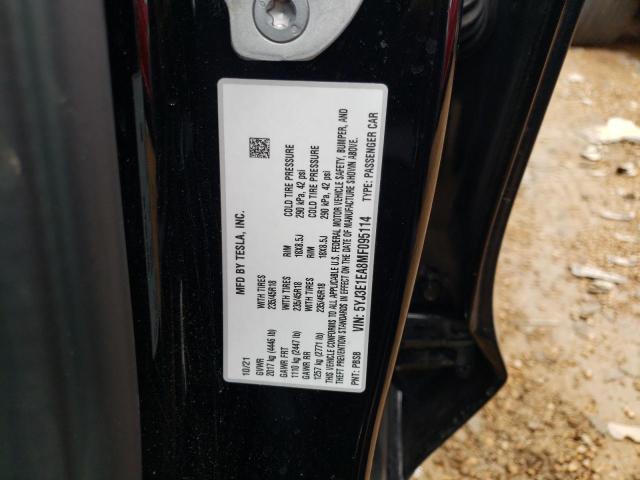 MFD BY TESLA, INC.
10/21
GVWR
2017 kg (4446 lb)
WITH TIRES
235/45R18
RIM
18X8.5J
COLD TIRE PRESSURE
290 kPa, 42 psi
GAWR FRT
1110 kg (2447 lb)
WITH TIRES
235/45R18
RIM
18X8.5J
COLD TIRE PRESSURE
290 kPa, 42 psi
GAWR RR
1257 kg (2771 lb)
THIS VEHICLE CONFORMS TO ALL APPLICABLE U.S. FEDERAL MOTOR VEHICLE SAFETY, BUMPER, AND
THEFT PREVENTION STANDARDS IN EFFECT ON THE DATE OF MANUFACTURE SHOWN ABOVE.
VIN: 5YJ3E1EA8MF095114
PNT: PBSB
TYPE: PASSENGER CAR